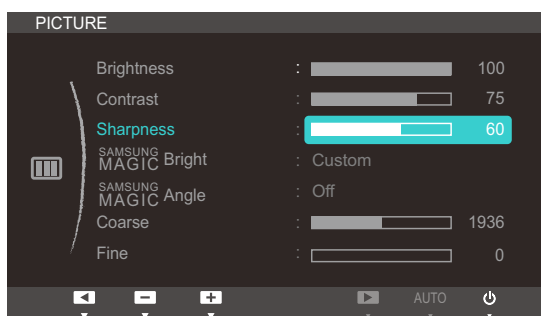 PICTURE
Brightness : 100
Contrast : 75
Sharpness : 60
SAMSUNG MAGIC Bright : Custom
SAMSUNG MAGIC Angle : Off
Coarse : 1936
Fine : 0
AUTO